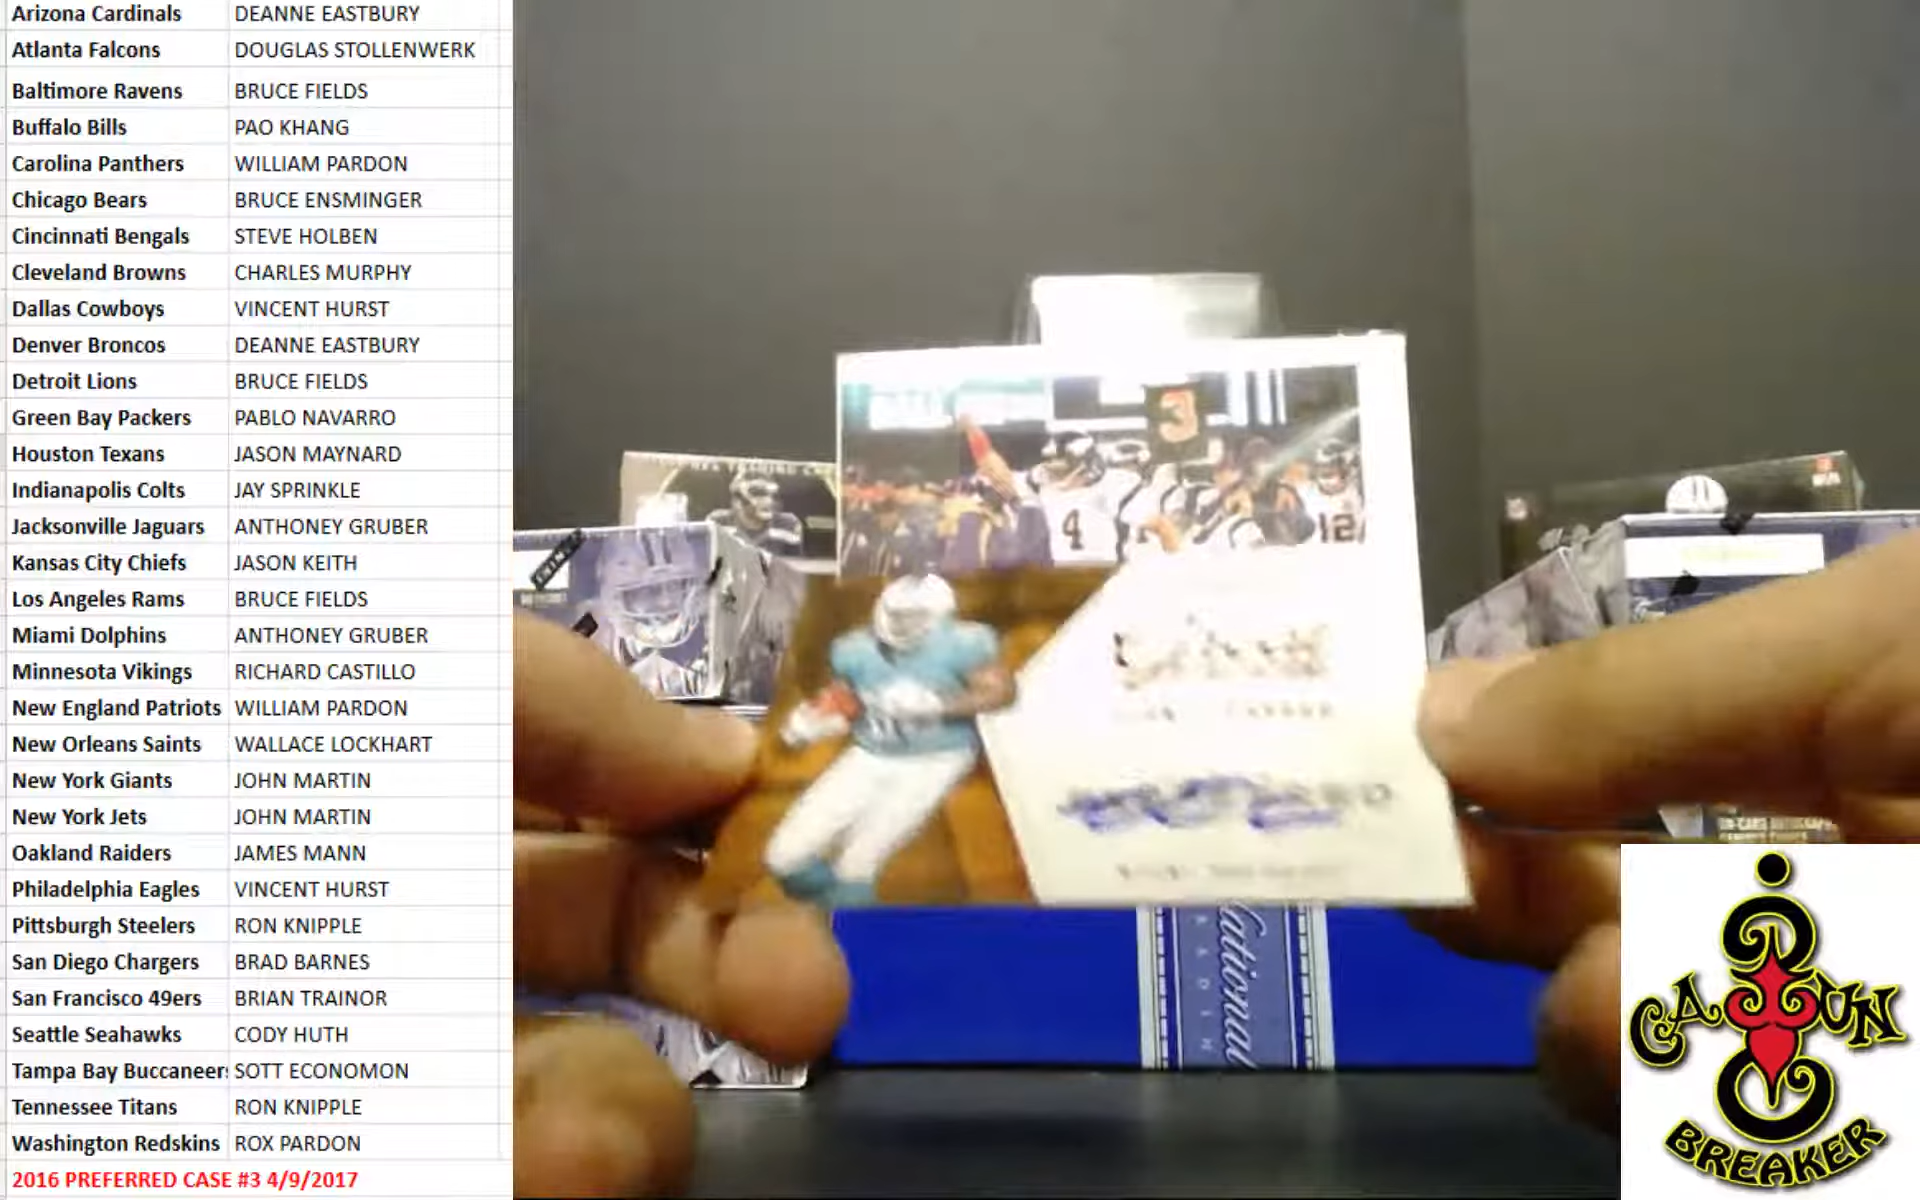 Arizona Cardinals DEANNE EASTBURY
Atlanta Falcons DOUGLAS STOLLENWERK
Baltimore Ravens BRUCE FIELDS
Buffalo Bills PAO KHANG
Carolina Panthers WILLIAM PARDON
Chicago Bears BRUCE ENSMINGER
Cincinnati Bengals STEVE HOLBEN
Cleveland Browns CHARLES MURPHY
Dallas Cowboys VINCENT HURST
Denver Broncos DEANNE EASTBURY
Detroit Lions BRUCE FIELDS
Green Bay Packers PABLO NAVARRO
Houston Texans JASON MAYNARD
Indianapolis Colts JAY SPRINKLE
Jacksonville Jaguars ANTHONEY GRUBER
Kansas City Chiefs JASON KEITH
Los Angeles Rams BRUCE FIELDS
Miami Dolphins ANTHONEY GRUBER
Minnesota Vikings RICHARD CASTILLO
New England Patriots WILLIAM PARDON
New Orleans Saints WALLACE LOCKHART
New York Giants JOHN MARTIN
New York Jets JOHN MARTIN
Oakland Raiders JAMES MANN
Philadelphia Eagles VINCENT HURST
Pittsburgh Steelers RON KNIPPLE
San Diego Chargers BRAD BARNES
San Francisco 49ers BRIAN TRAINOR
Seattle Seahawks CODY HUTH
Tampa Bay Buccaneers SOTT ECONOMON
Tennessee Titans RON KNIPPLE
Washington Redskins ROX PARDON
2016 PREFERRED CASE #3 4/9/2017
3
4
12
National
CAJUN
BREAKER